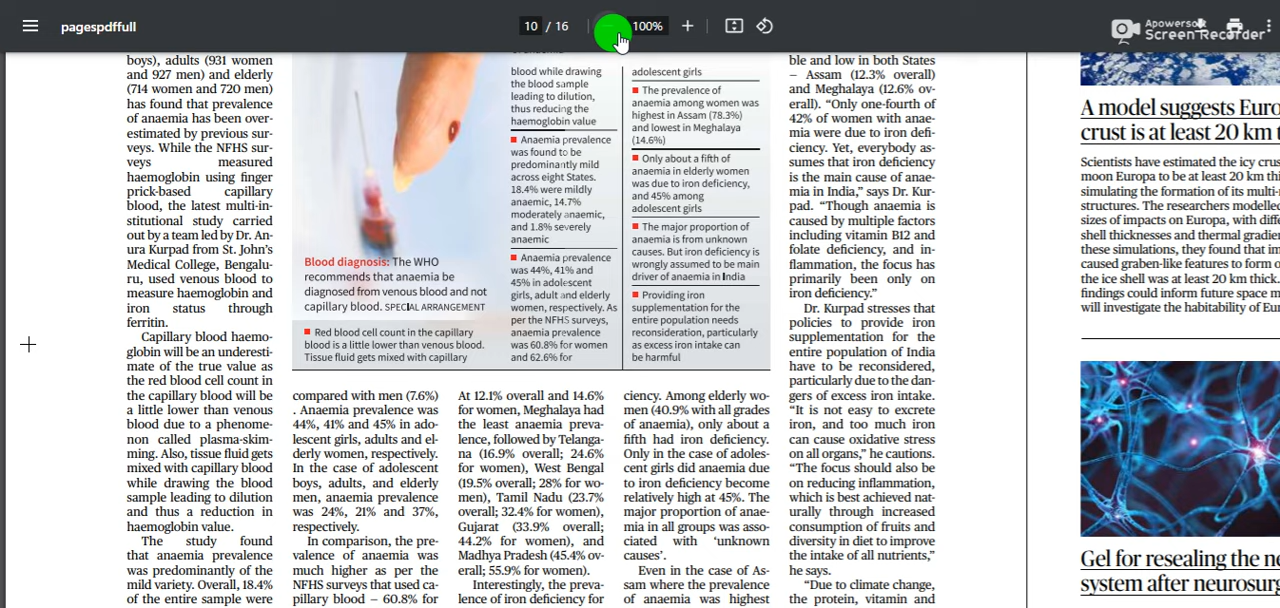 pagespdffull
10 / 16
100%
Apowersoft
Screen Recorder
boys), adults (931 women
and 927 men) and elderly
(714 women and 720 men)
has found that prevalence
of anaemia has been over-
estimated by previous sur-
veys. While the NFHS sur-
veys measured
haemoglobin using finger
prick-based capillary
blood, the latest multi-in-
stitutional study carried
out by a team led by Dr. An-
ura Kurpad from St. John's
Medical College, Bengalu-
ru, used venous blood to
measure haemoglobin and
iron status through
ferritin.
Capillary blood haemo-
globin will be an underesti-
mate of the true value as
the red blood cell count in
the capillary blood will be
a little lower than venous
blood due to a phenome-
non called plasma-skim-
ming. Also, tissue fluid gets
mixed with capillary blood
while drawing the blood
sample leading to dilution
and thus a reduction in
haemoglobin value.
The study found
that anaemia prevalence
was predominantly of the
mild variety. Overall, 18.4%
of the entire sample were
Blood diagnosis: The WHO
recommends that anaemia be
diagnosed from venous blood and not
capillary blood. SPECIAL ARRANGEMENT
Red blood cell count in the capillary
blood is a little lower than venous blood.
Tissue fluid gets mixed with capillary
blood while drawing
the blood sample
leading to dilution,
thus reducing the
haemoglobin value
Anaemia prevalence
was found to be
predominantly mild
across eight States.
18.4% were mildly
anaemic, 14.7%
moderately anaemic,
and 1.8% severely
anaemic
Anaemia prevalence
was 44%, 41% and
45% in adolescent
girls, adult and elderly
women, respectively. As
per the NFHS surveys,
anaemia prevalence
was 60.8% for women
and 62.6% for
adolescent girls
The prevalence of
anaemia among women was
highest in Assam (78.3%)
and lowest in Meghalaya
(14.6%)
Only about a fifth of
anaemia in elderly women
was due to iron deficiency,
and 45% among
adolescent girls
The major proportion of
anaemia is from unknown
causes. But iron deficiency is
wrongly assumed to be main
driver of anaemia in India
Providing iron
supplementation for the
entire population needs
reconsideration, particularly
as excess iron intake can
be harmful
compared with men (7.6%)
. Anaemia prevalence was
44%, 41% and 45% in ado-
lescent girls, adults and el-
derly women, respectively.
In the case of adolescent
boys, adults, and elderly
men, anaemia prevalence
was 24%, 21% and 37%,
respectively.
In comparison, the pre-
valence of anaemia was
much higher as per the
NFHS surveys that used ca-
pillary blood – 60.8% for
At 12.1% overall and 14.6%
for women, Meghalaya had
the least anaemia preva-
lence, followed by Telanga-
na (16.9% overall; 24.6%
for women), West Bengal
(19.5% overall; 28% for wo-
men), Tamil Nadu (23.7%
overall; 32.4% for women),
Gujarat (33.9% overall;
44.2% for women), and
Madhya Pradesh (45.4% ov-
erall; 55.9% for women).
Interestingly, the preva-
lence of iron deficiency for
ciency. Among elderly wo-
men (40.9% with all grades
of anaemia), only about a
fifth had iron deficiency.
Only in the case of adoles-
cent girls did anaemia due
to iron deficiency become
relatively high at 45%. The
major proportion of anae-
mia in all groups was asso-
ciated with 'unknown
causes'.
Even in the case of As-
sam where the prevalence
of anaemia was highest
ble and low in both States
– Assam (12.3% overall)
and Meghalaya (12.6% ov-
erall). “Only one-fourth of
42% of women with anae-
mia were due to iron defi-
ciency. Yet, everybody as-
sumes that iron deficiency
is the main cause of anae-
mia in India,” says Dr. Kur-
pad. “Though anaemia is
caused by multiple factors
including vitamin B12 and
folate deficiency, and in-
flammation, the focus has
primarily been only on
iron deficiency.”
Dr. Kurpad stresses that
policies to provide iron
supplementation for the
entire population of India
have to be reconsidered,
particularly due to the dan-
gers of excess iron intake.
“It is not easy to excrete
iron, and too much iron
can cause oxidative stress
on all organs,” he cautions.
“The focus should also be
on reducing inflammation,
which is best achieved nat-
urally through increased
consumption of fruits and
diversity in diet to improve
the intake of all nutrients,”
he says.
“Due to climate change,
the protein, vitamin and
A model suggests Euro
crust is at least 20 km
Scientists have estimated the icy crus
moon Europa to be at least 20 km thi
simulating the formation of its multi-
structures. The researchers modelled
sizes of impacts on Europa, with diff
shell thicknesses and thermal gradien
these simulations, they found that im
caused graben-like features to form o
the ice shell was at least 20 km thick.
findings could inform future space m
will investigate the habitability of Eur
Gel for resealing the ne
system after neurosurg